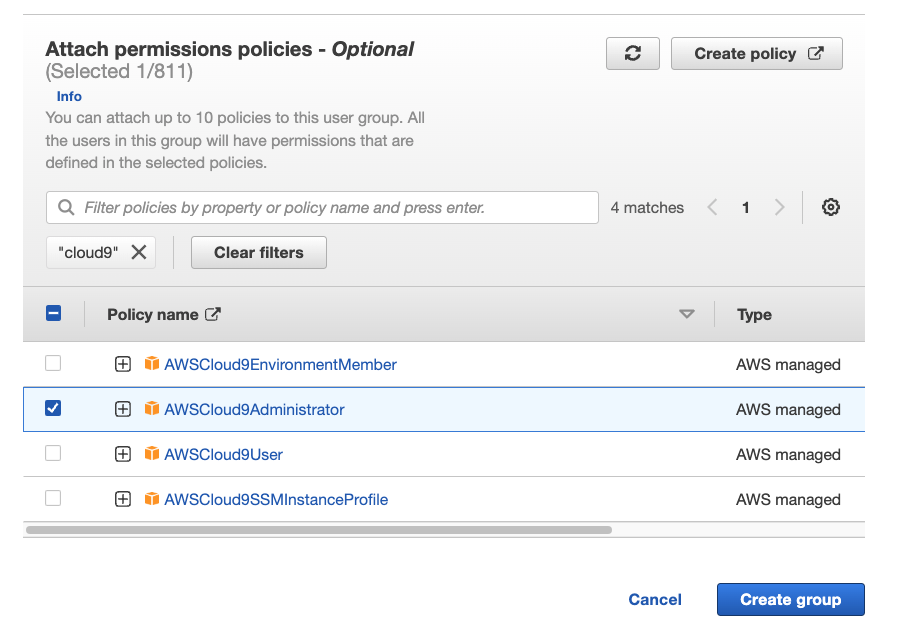 Attach permissions policies - Optional
(Selected 1/811)
Create policy
Info
You can attach up to 10 policies to this user group. All
the users in this group will have permissions that are
defined in the selected policies.
Filter policies by property or policy name and press enter.
4 matches
1
"cloud9"
Clear filters
Policy name
Type
AWSCloud9EnvironmentMember
AWS managed
AWSCloud9Administrator
AWS managed
AWSCloud9User
AWS managed
AWSCloud9SSMInstanceProfile
AWS managed
Cancel
Create group